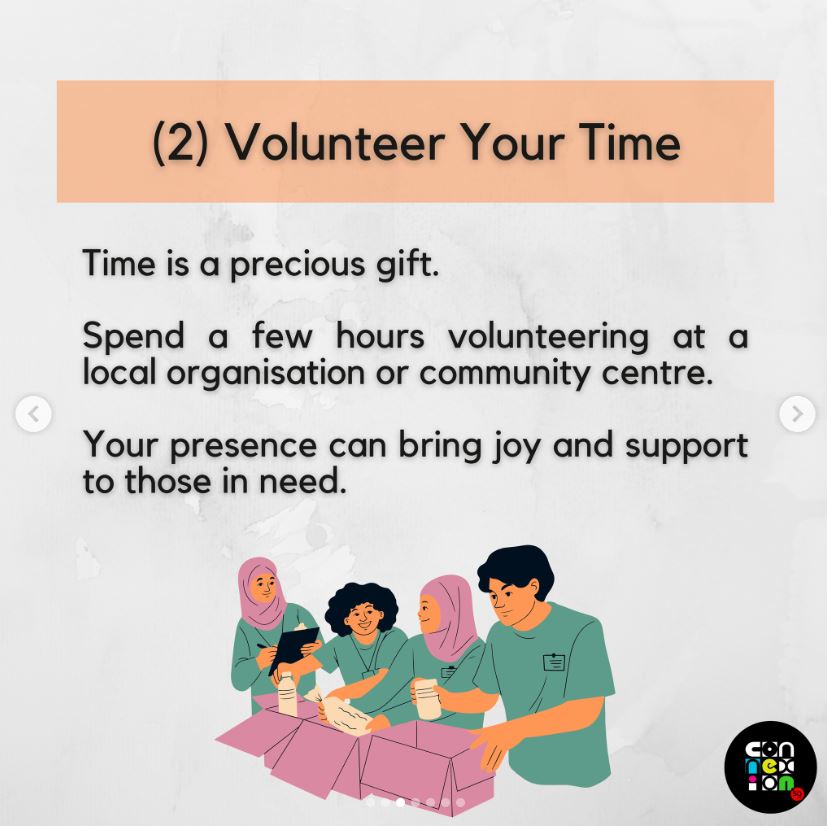 (2) Volunteer Your Time
Time is a precious gift.
Spend a few hours volunteering at a
local organisation or community centre.
Your presence can bring joy and support
to those in need.
con
nex
ion
SG